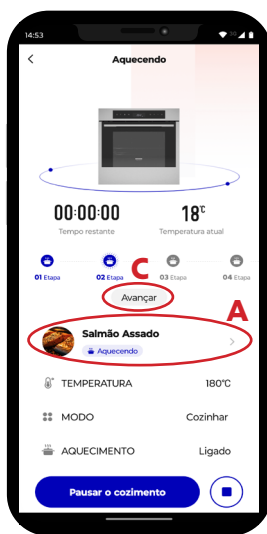 14:53
Aquecendo
00:00:00 18°C
Tempo restante Temperatura atual
01 Etapa 02 Etapa 03 Etapa 04 Etapa
C
Avançar
A
Salmão Assado
Aquecendo
TEMPERATURA 180°C
MODO Cozinhar
AQUECIMENTO Ligado
Pausar o cozimento